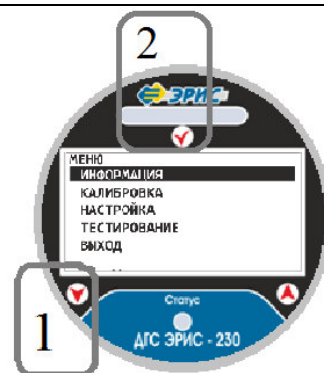 2
ЭРИС
МЕНЮ
ИНФОРМАЦИЯ
КАЛИБРОВКА
НАСТРОЙКА
ТЕСТИРОВАНИЕ
ВЫХОД
1
Статус
ДГС ЭРИС - 230